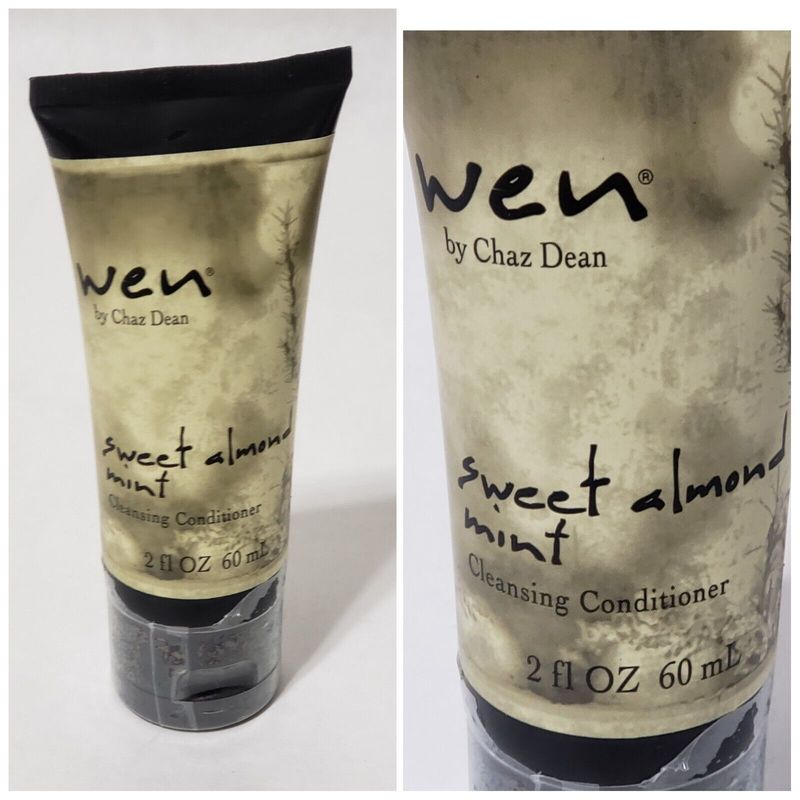 wen®
by Chaz Dean
sweet almond
mint
Cleansing Conditioner
2 fl OZ 60 mL
wen®
by Chaz Dean
sweet almond
mint
Cleansing Conditioner
2 fl OZ 60 mL